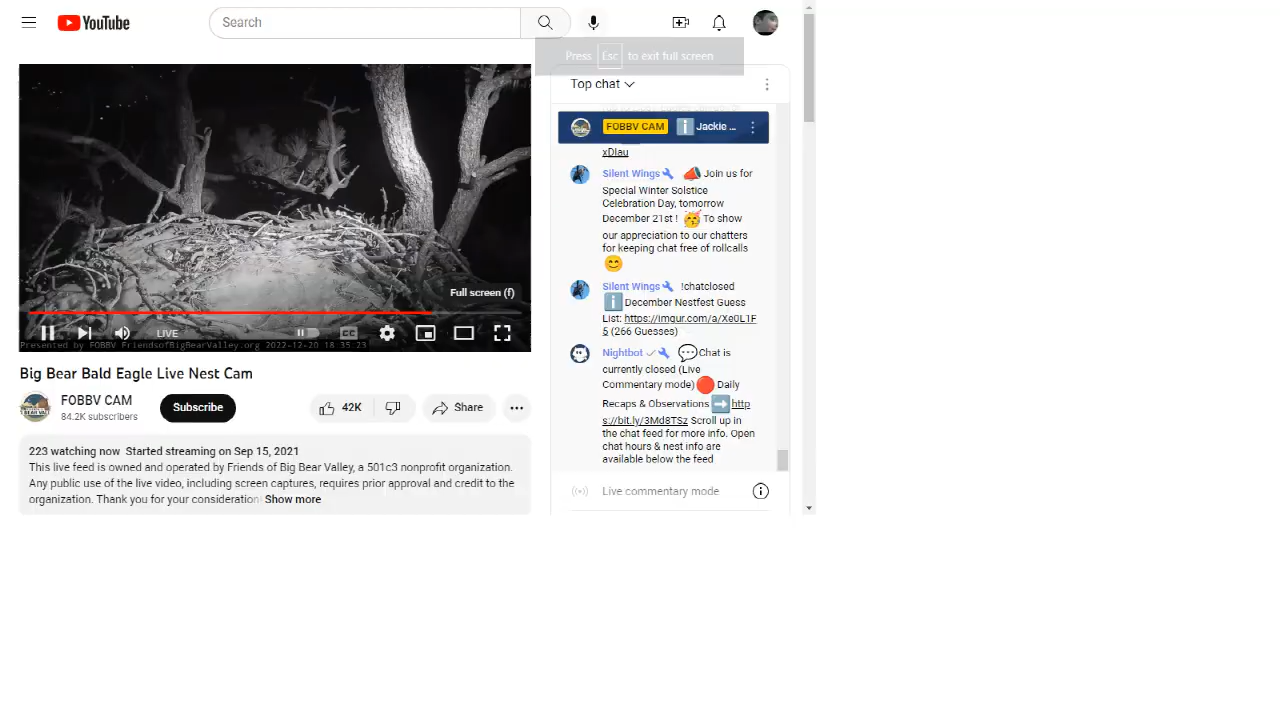 YouTube
Search
Press Esc to exit full screen
Top chat
FOBBV CAM Jackie ...
xDlau
Silent Wings Join us for
Special Winter Solstice
Celebration Day, tomorrow
December 21st ! To show
our appreciation to our chatters
for keeping chat free of rollcalls
Silent Wings !chatclosed
December Nestfest Guess
List: https://imgur.com/a/Xe0L1F
5 (266 Guesses)
Nightbot Chat is
currently closed (Live
Commentary mode) Daily
Recaps & Observations http
s://bit.ly/3Md8TSz Scroll up in
the chat feed for more info. Open
chat hours & nest info are
available below the feed
Live commentary mode
Full screen (f)
LIVE
CC
Presented by FOBBV FriendsofBigBearValley.org 2022-12-20 18:35:23
Big Bear Bald Eagle Live Nest Cam
FOBBV CAM
84.2K subscribers
Subscribe
42K
Share
223 watching now Started streaming on Sep 15, 2021
This live feed is owned and operated by Friends of Big Bear Valley, a 501c3 nonprofit organization.
Any public use of the live video, including screen captures, requires prior approval and credit to the
organization. Thank you for your consideration! Show more